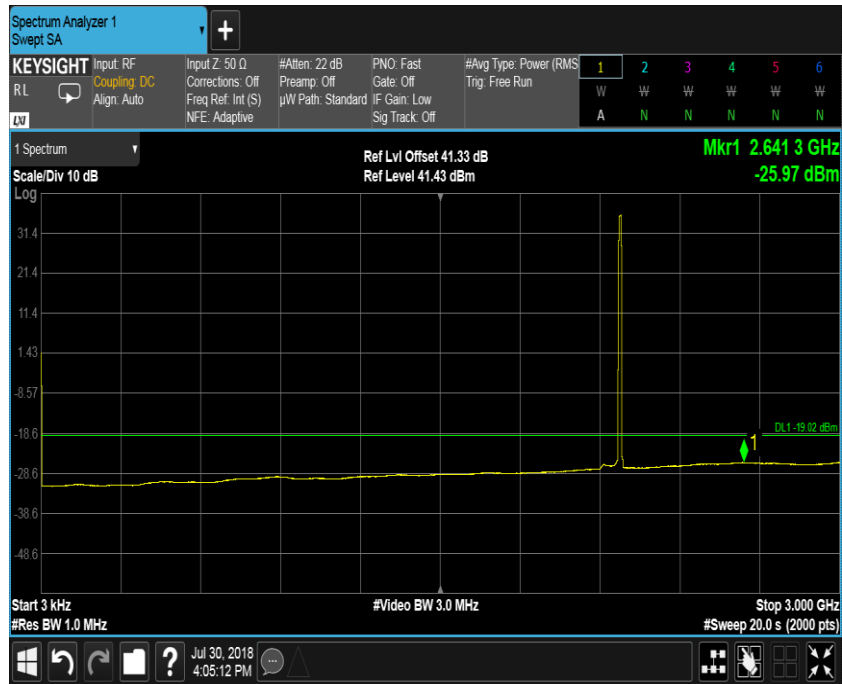 Spectrum Analyzer 1
Swept SA
+
KEYSIGHT
RL
LXI
Input: RF
Coupling: DC
Align: Auto
Input Z: 50 Ω
Corrections: Off
Freq Ref: Int (S)
NFE: Adaptive
#Atten: 22 dB
Preamp: Off
µW Path: Standard
PNO: Fast
Gate: Off
IF Gain: Low
Sig Track: Off
#Avg Type: Power (RMS
Trig: Free Run
1 2 3 4 5 6
W W W W W W
A N N N N N
1 Spectrum
Scale/Div 10 dB
Ref Lvl Offset 41.33 dB
Ref Level 41.43 dBm
Mkr1 2.641 3 GHz
-25.97 dBm
Log
31.4
21.4
11.4
1.43
-8.57
-18.6
-28.6
-38.6
-48.6
DL1 -19.02 dBm
1
Start 3 kHz
#Res BW 1.0 MHz
#Video BW 3.0 MHz
Stop 3.000 GHz
#Sweep 20.0 s (2000 pts)
?
Jul 30, 2018
4:05:12 PM